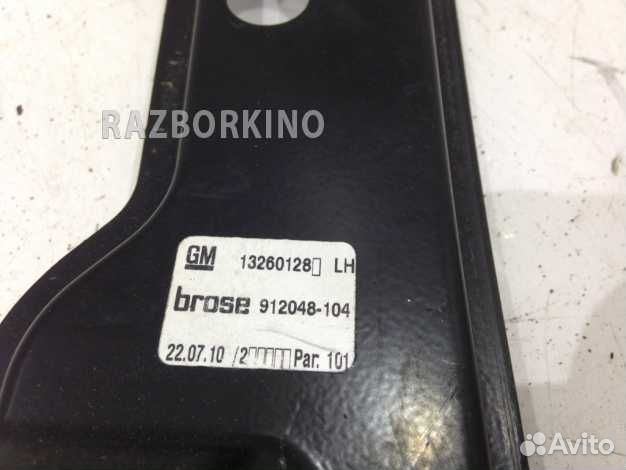 RAZBORKINO
GM 13260128▯ LH
brose 912048-104
22.07.10 /2▯▯▯▯▯Par. 101
Avito